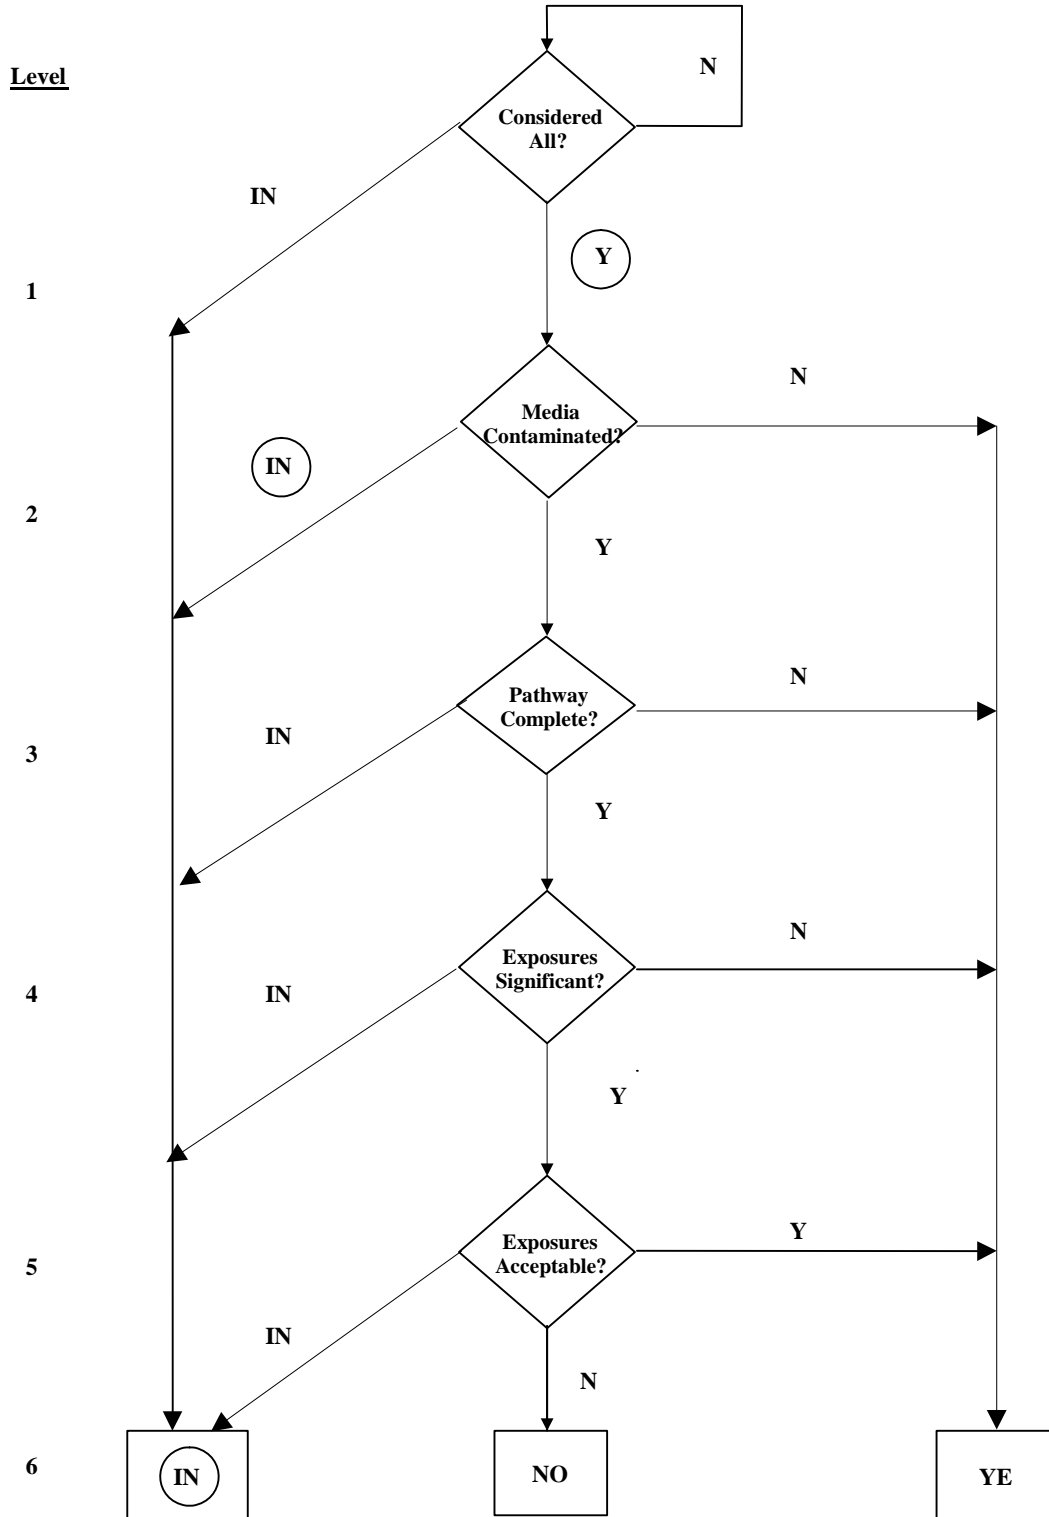 Level
N
Considered
All?
IN
Y
1
N
Media
Contaminated?
IN
2
Y
N
Pathway
Complete?
IN
3
Y
N
Exposures
Significant?
IN
4
Y
Y
Exposures
Acceptable?
5
IN
N
6
IN
NO
YE